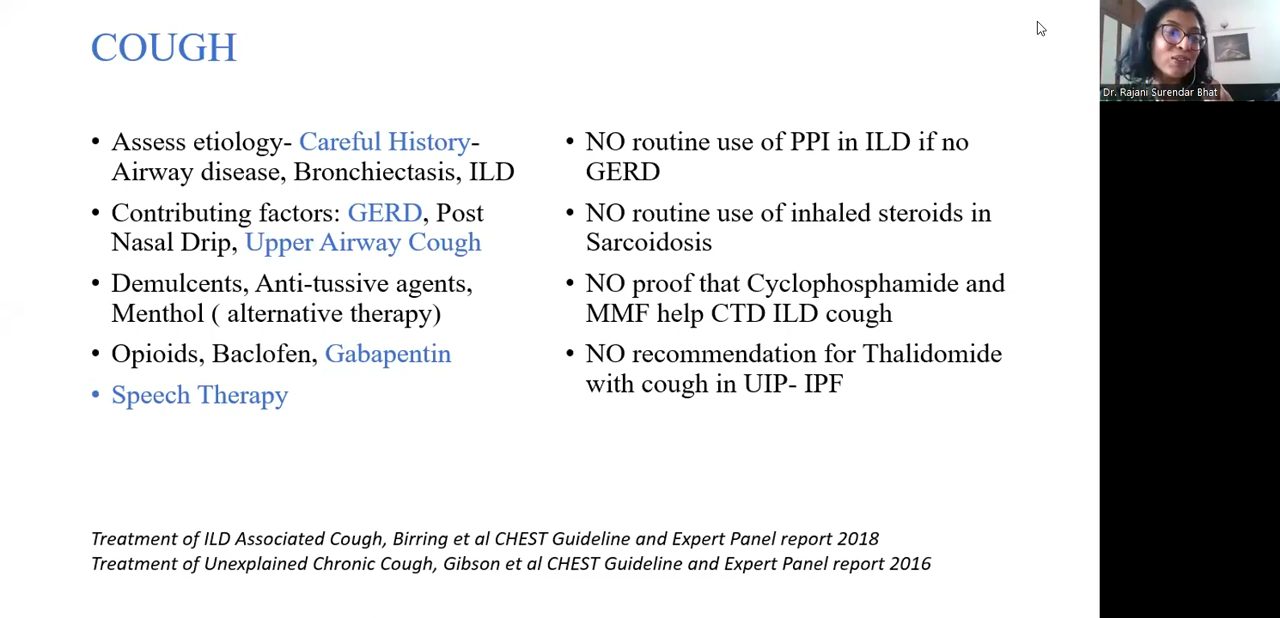 COUGH
• Assess etiology- Careful History-
Airway disease, Bronchiectasis, ILD
• Contributing factors: GERD, Post
Nasal Drip, Upper Airway Cough
• Demulcents, Anti-tussive agents,
Menthol ( alternative therapy)
• Opioids, Baclofen, Gabapentin
• Speech Therapy
• NO routine use of PPI in ILD if no
GERD
• NO routine use of inhaled steroids in
Sarcoidosis
• NO proof that Cyclophosphamide and
MMF help CTD ILD cough
• NO recommendation for Thalidomide
with cough in UIP- IPF
Treatment of ILD Associated Cough, Birring et al CHEST Guideline and Expert Panel report 2018
Treatment of Unexplained Chronic Cough, Gibson et al CHEST Guideline and Expert Panel report 2016
Dr. Rajani Surendar Bhat